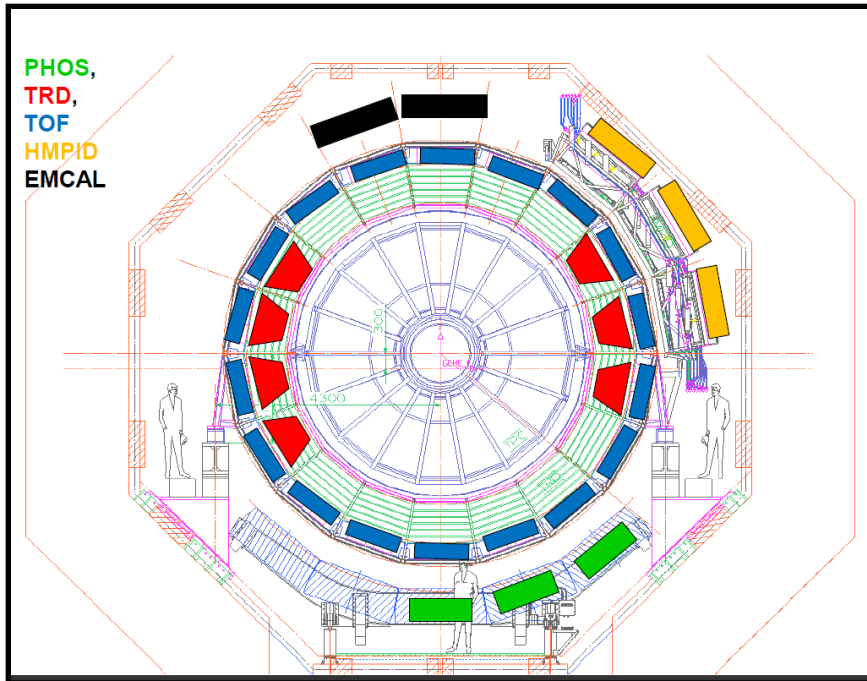 PHOS,
TRD,
TOF
HMPID
EMCAL
300
4300
TPC
TRD